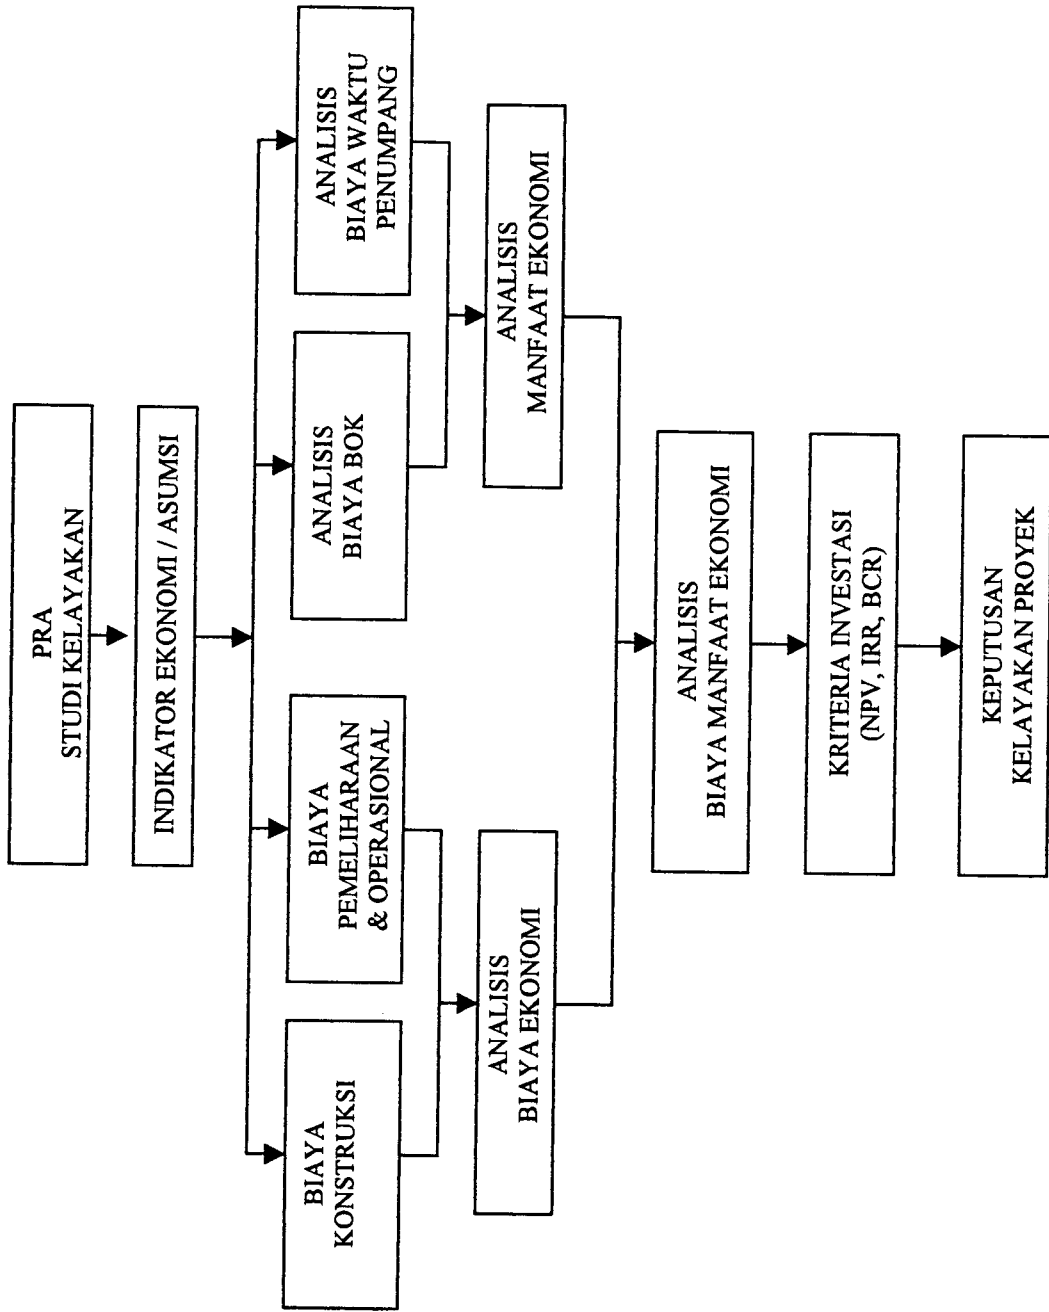 PRA
STUDI KELAYAKAN
INDIKATOR EKONOMI / ASUMSI
BIAYA
KONSTRUKSI
BIAYA
PEMELIHARAAN
& OPERASIONAL
ANALISIS
BIAYA BOK
ANALISIS
BIAYA WAKTU
PENUMPANG
ANALISIS
BIAYA EKONOMI
ANALISIS
MANFAAT EKONOMI
ANALISIS
BIAYA MANFAAT EKONOMI
KRITERIA INVESTASI
(NPV, IRR, BCR)
KEPUTUSAN
KELAYAKAN PROYEK